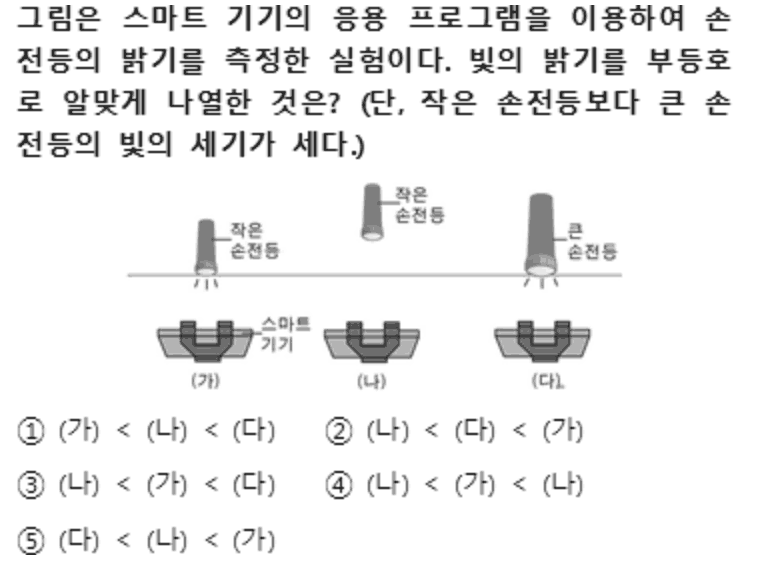 그림은 스마트 기기의 응용 프로그램을 이용하여 손
전등의 밝기를 측정한 실험이다. 빛의 밝기를 부등호
로 알맞게 나열한 것은? (단, 작은 손전등보다 큰 손
전등의 빛의 세기가 세다.)
작은
손전등
작은
손전등
큰
손전등
스마트
기기
(가)
(나)
(다).
① (가) < (나) < (다) ② (나) < (다) < (가)
③ (나) < (가) < (다) ④ (나) < (가) < (나)
⑤ (다) < (나) < (가)